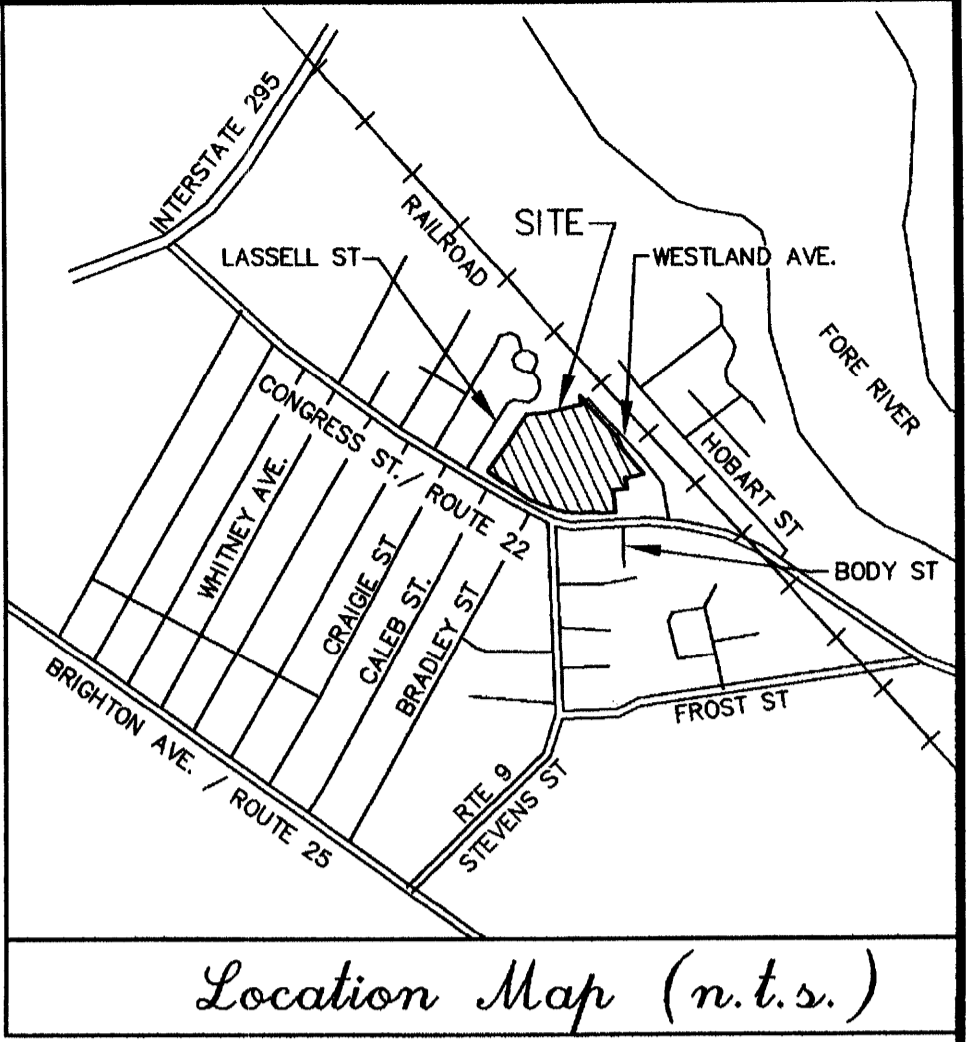 INTERSTATE 295
RAILROAD
SITE
LASSELL ST
WESTLAND AVE.
FORE RIVER
CONGRESS ST. / ROUTE 22
HOBART ST
WHITNEY AVE.
BODY ST
CRAIGIE ST
CALEB ST.
BRADLEY ST
FROST ST
BRIGHTON AVE. / ROUTE 25
RTE 9
STEVENS ST
Location Map (n.t.s.)